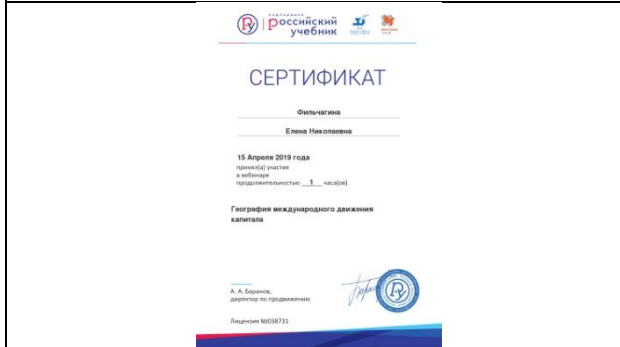 корпорация
российский
учебник
СЕРТИФИКАТ
Фильчагина
Елена Николаевна
15 Апреля 2019 года
принял(а) участие
в вебинаре
продолжительностью 1 часа(ов)
География международного движения
капитала
А. А. Баранов,
директор по продвижению
Лицензия №038731